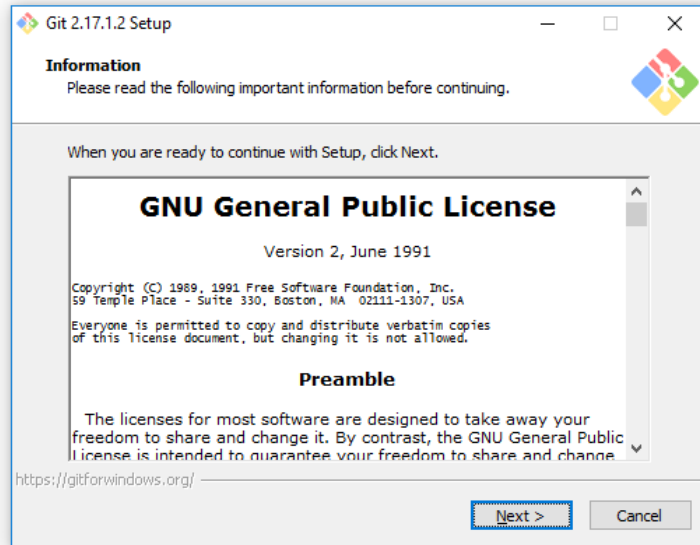 Git 2.17.1.2 Setup
Information
Please read the following important information before continuing.
When you are ready to continue with Setup, click Next.
GNU General Public License
Version 2, June 1991
Copyright (C) 1989, 1991 Free Software Foundation, Inc.
59 Temple Place - Suite 330, Boston, MA  02111-1307, USA
Everyone is permitted to copy and distribute verbatim copies
of this license document, but changing it is not allowed.
Preamble
The licenses for most software are designed to take away your
freedom to share and change it. By contrast, the GNU General Public
License is intended to guarantee your freedom to share and change
https://gitforwindows.org/
Next >
Cancel